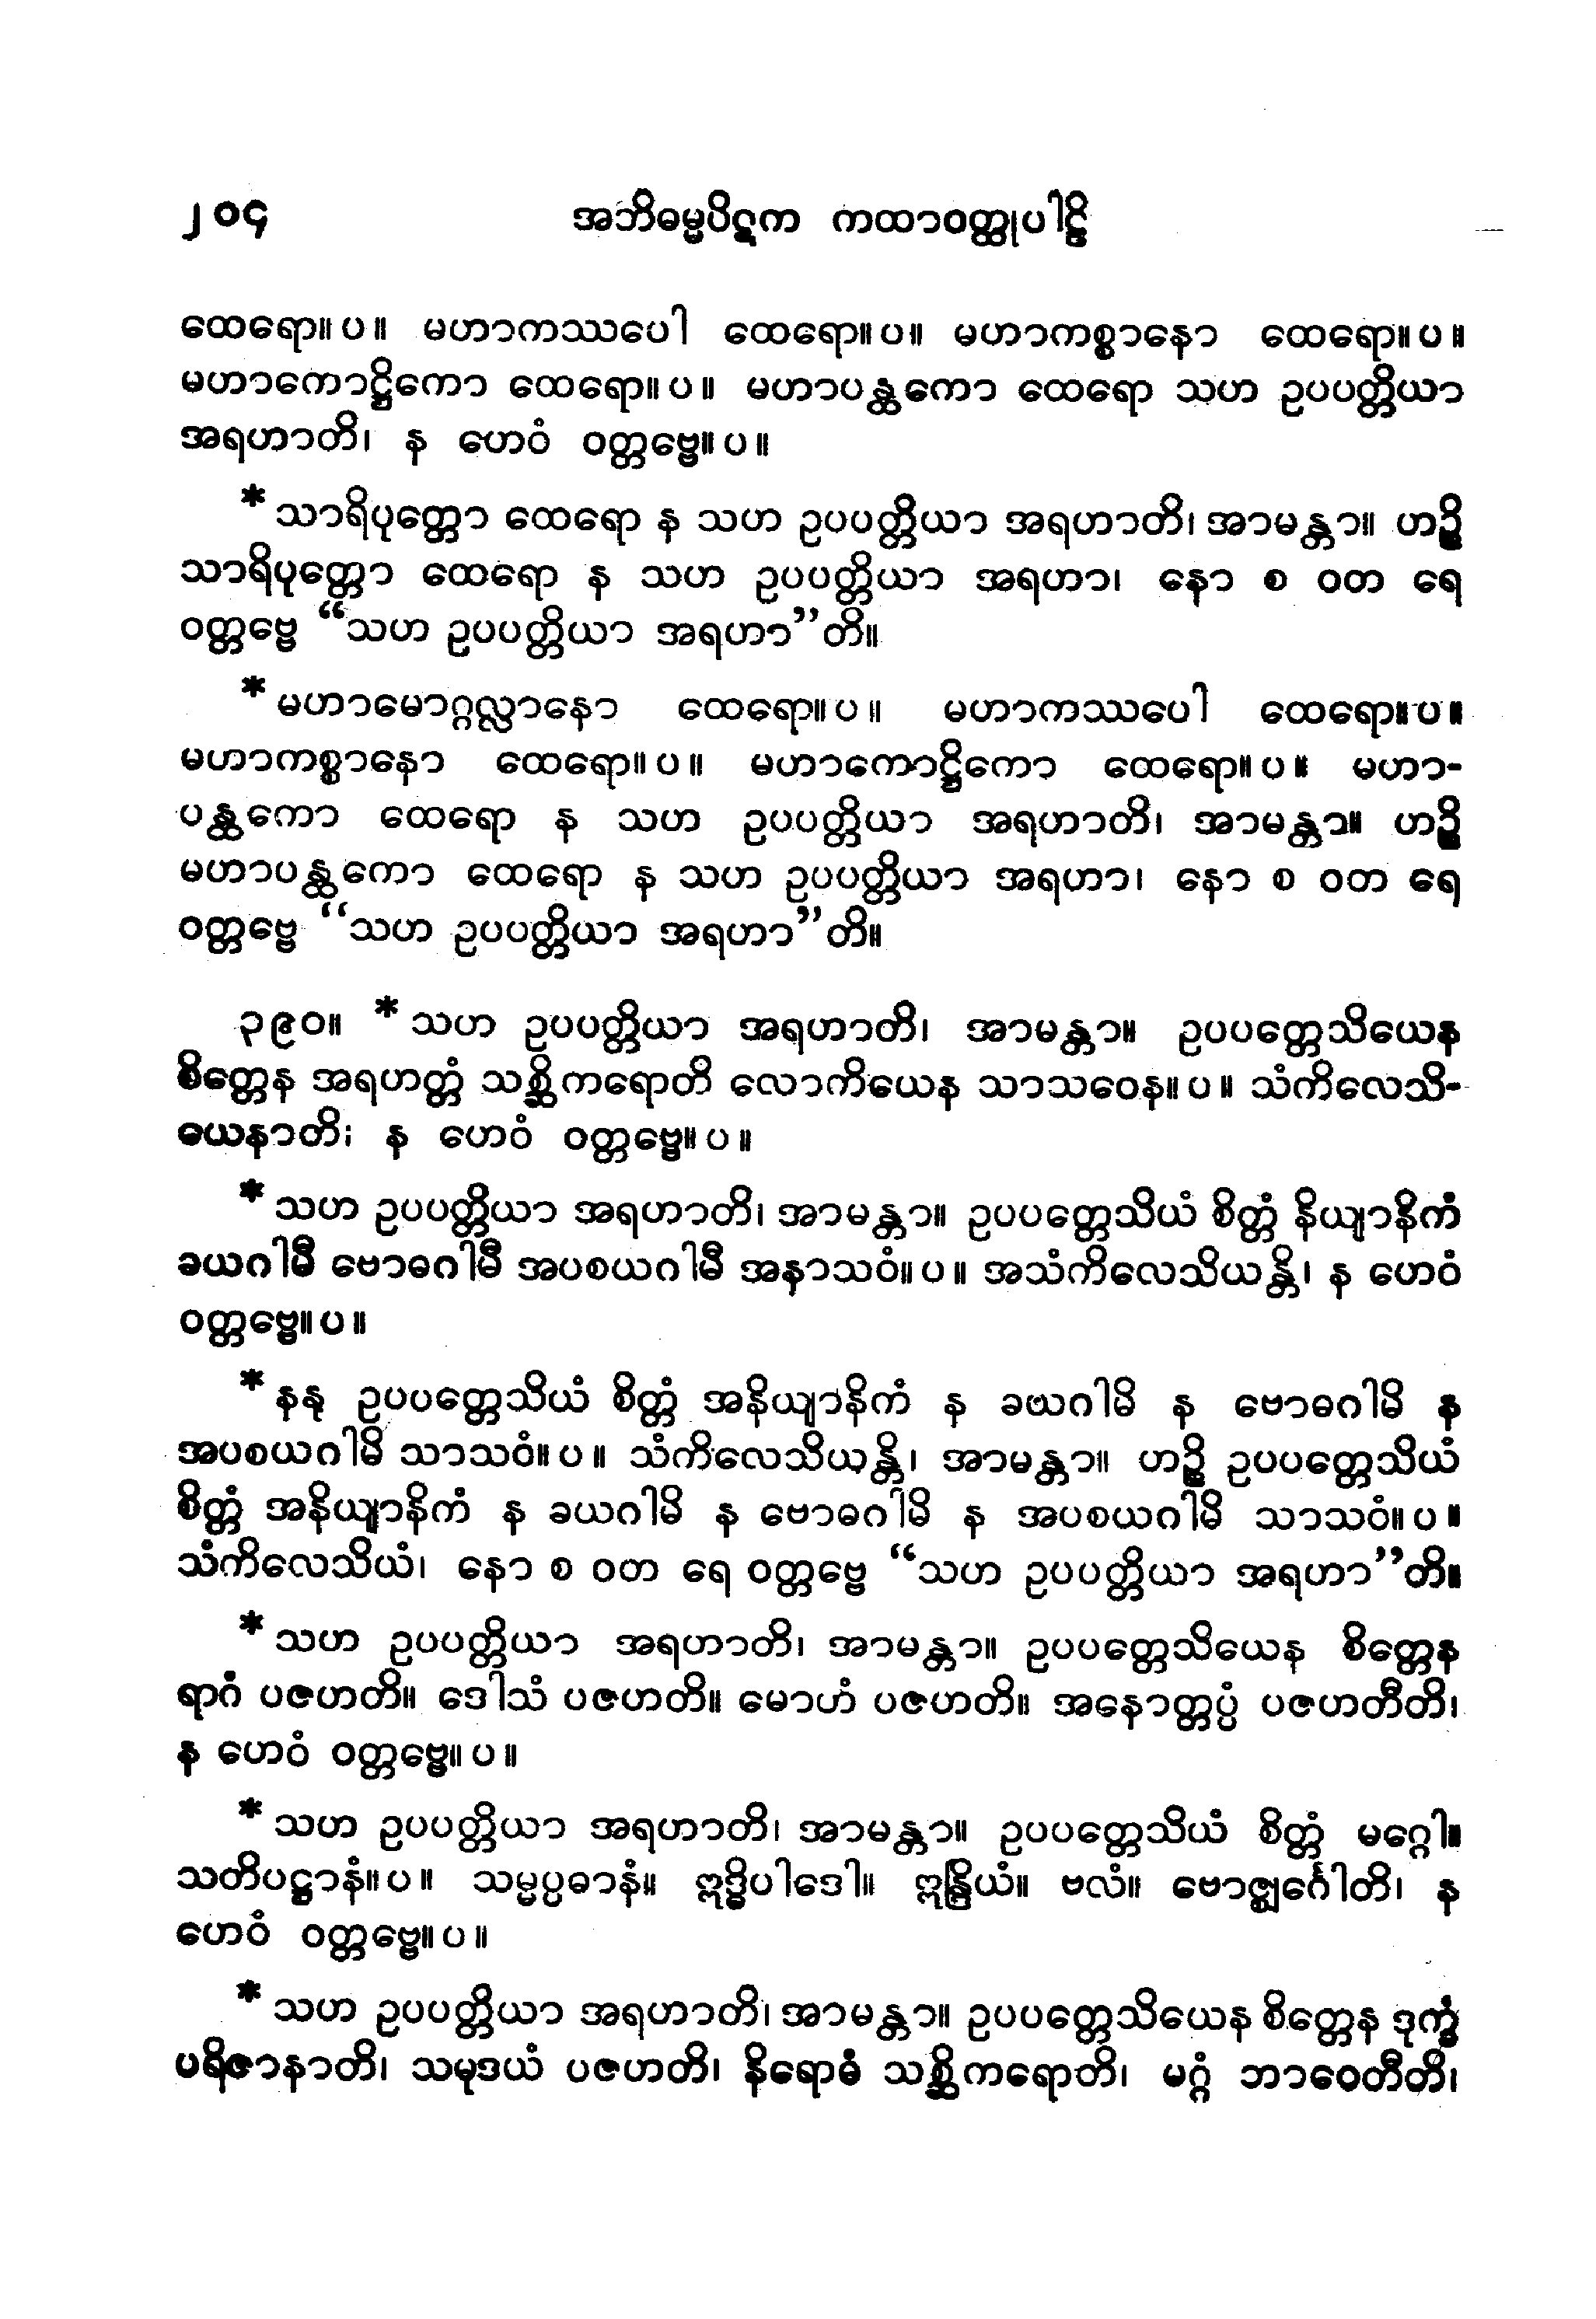 ၂၀၄ အဘိဓမ္မပိဋက ကထာဝတ္ထုပါဠိ
ထေရော။ပ။ မဟာကဿပေါ ထေရော။ပ။ မဟာကစ္စာနော ထေရော။ပ။
မဟာကောဋ္ဌိကော ထေရော။ပ။ မဟာပန္ထကော ထေရော သဟ ဥပပတ္တိယာ
အရဟာတိ၊ န ဟေဝံ ဝတ္တဗ္ဗေ။ပ။
*သာရိပုတ္တော ထေရော န သဟ ဥပပတ္တိယာ အရဟာတိ၊ အာမန္တာ။ ဟဉ္စိ
သာရိပုတ္တော ထေရော န သဟ ဥပပတ္တိယာ အရဟာ၊ နော စ ဝတ ရေ
ဝတ္တဗ္ဗေ “သဟ ဥပပတ္တိယာ အရဟာ”တိ။
*မဟာမောဂ္ဂလ္လာနော ထေရော။ပ။ မဟာကဿပေါ ထေရော။ပ။
မဟာကစ္စာနော ထေရော။ပ။ မဟာကောဋ္ဌိကော ထေရော။ပ။ မဟာ-
ပန္ထကော ထေရော န သဟ ဥပပတ္တိယာ အရဟာတိ၊ အာမန္တာ။ ဟဉ္စိ
မဟာပန္ထကော ထေရော န သဟ ဥပပတ္တိယာ အရဟာ၊ နော စ ဝတ ရေ
ဝတ္တဗ္ဗေ “သဟ ဥပပတ္တိယာ အရဟာ”တိ။
၃၉၀။ *သဟ ဥပပတ္တိယာ အရဟာတိ၊ အာမန္တာ။ ဥပပတ္တေသိယေန
စိတ္တေန အရဟတ္တံ သစ္ဆိကရောတိ လောကိယေန သာသဝေန။ပ။ သံကိလေသိ-
ယေနာတိ၊ န ဟေဝံ ဝတ္တဗ္ဗေ။ပ။
*သဟ ဥပပတ္တိယာ အရဟာတိ၊ အာမန္တာ။ ဥပပတ္တေသိယံ စိတ္တံ နိယျာနိကံ
ခယဂါမီ ဗောဓဂါမီ အပစယဂါမီ အနာသဝံ။ပ။ အသံကိလေသိယန္တိ၊ န ဟေဝံ
ဝတ္တဗ္ဗေ။ပ။
*နနု ဥပပတ္တေသိယံ စိတ္တံ အနိယျာနိကံ န ခယဂါမိ န ဗောဓဂါမိ န
အပစယဂါမိ သာသဝံ။ပ။ သံကိလေသိယန္တိ၊ အာမန္တာ။ ဟဉ္စိ ဥပပတ္တေသိယံ
စိတ္တံ အနိယျာနိကံ န ခယဂါမိ န ဗောဓဂါမိ န အပစယဂါမိ သာသဝံ။ပ။
သံကိလေသိယံ၊ နော စ ဝတ ရေ ဝတ္တဗ္ဗေ “သဟ ဥပပတ္တိယာ အရဟာ”တိ။
*သဟ ဥပပတ္တိယာ အရဟာတိ၊ အာမန္တာ။ ဥပပတ္တေသိယေန စိတ္တေန
ရာဂံ ပဇဟတိ။ ဒေါသံ ပဇဟတိ။ မောဟံ ပဇဟတိ။ အနောတ္တပ္ပံ ပဇဟတီတိ၊
န ဟေဝံ ဝတ္တဗ္ဗေ။ပ။
*သဟ ဥပပတ္တိယာ အရဟာတိ၊ အာမန္တာ။ ဥပပတ္တေသိယံ စိတ္တံ မဂ္ဂေါ။
သတိပဋ္ဌာနံ။ပ။ သမ္မပ္ပဓာနံ။ ဣဒ္ဓိပါဒေါ။ ဣန္ဒြိယံ။ ဗလံ။ ဗောဇ္ဈင်္ဂေါတိ၊ န
ဟေဝံ ဝတ္တဗ္ဗေ။ပ။
*သဟ ဥပပတ္တိယာ အရဟာတိ၊ အာမန္တာ။ ဥပပတ္တေသိယေန စိတ္တေန ဒုက္ခံ
ပရိဇာနာတိ၊ သမုဒယံ ပဇဟတိ၊ နိရောဓံ သစ္ဆိကရောတိ၊ မဂ္ဂံ ဘာဝေတီတိ၊